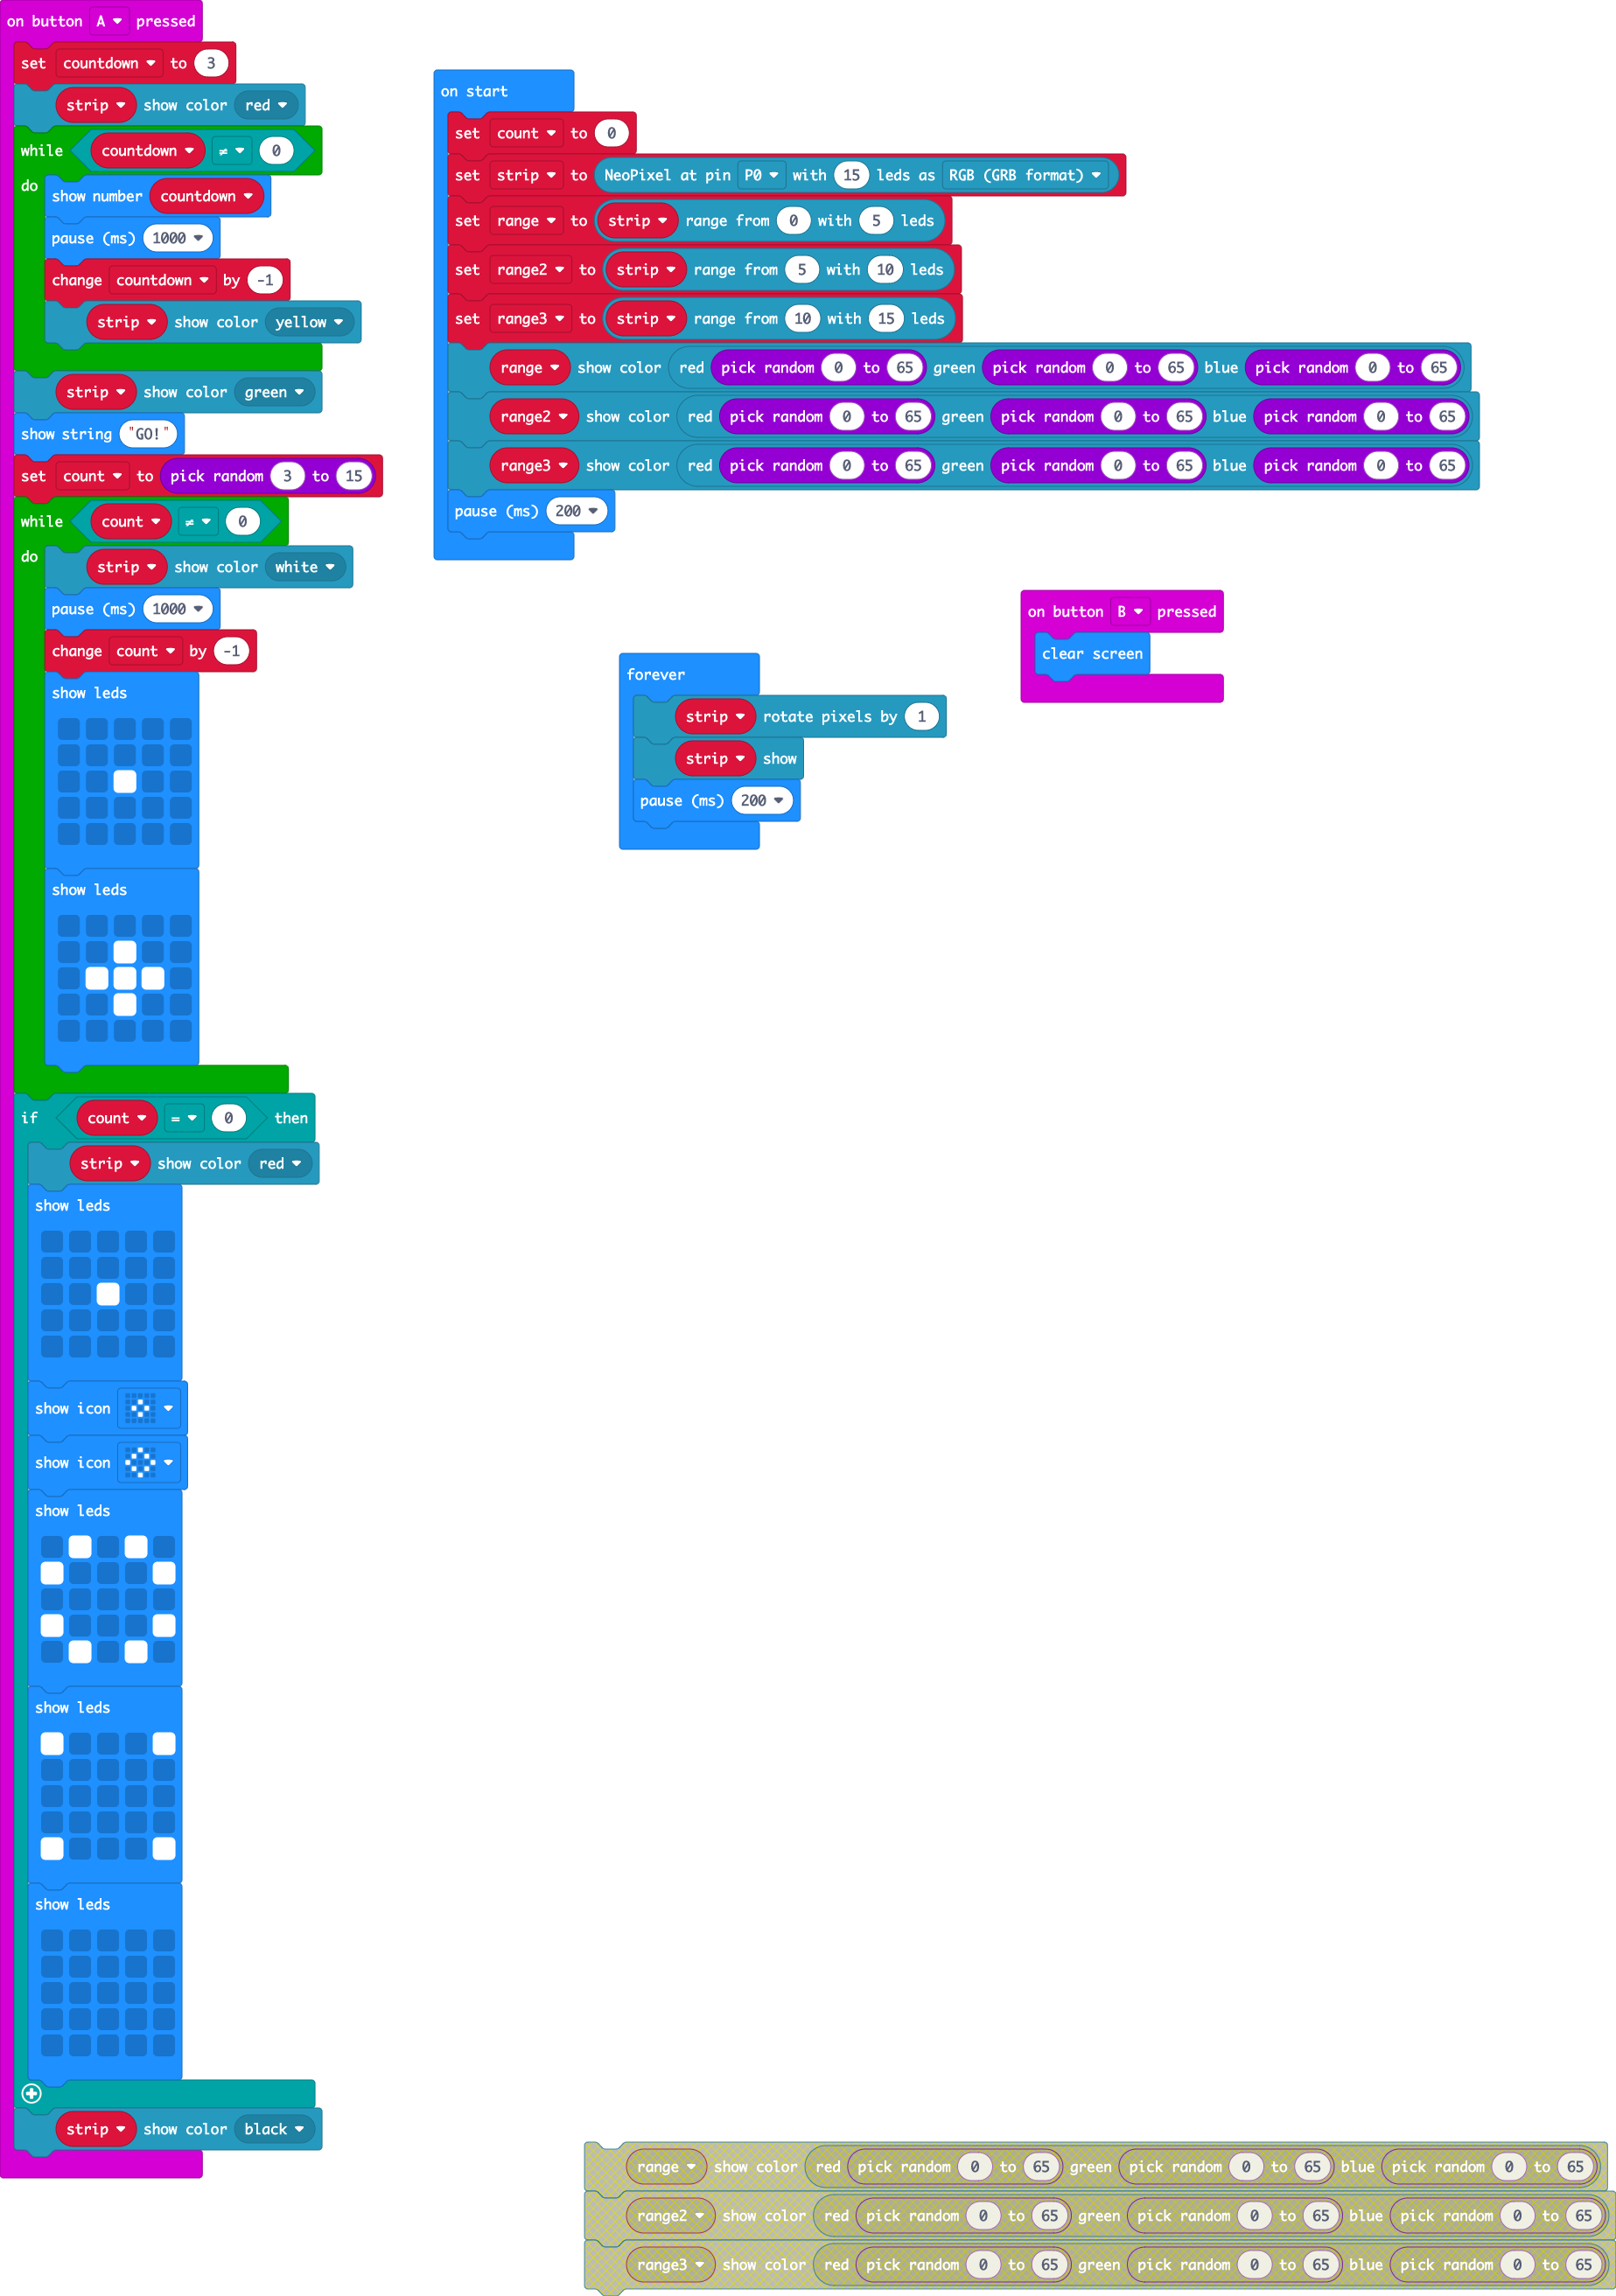 on button A pressed
set countdown to 3
strip show color red
while countdown ≠ 0
do
show number countdown
pause (ms) 1000
change countdown by -1
strip show color yellow
strip show color green
show string "GO!"
set count to pick random 3 to 15
while count ≠ 0
do
strip show color white
pause (ms) 1000
change count by -1
show leds
show leds
if count = 0 then
strip show color red
show leds
show icon
show icon
show leds
show leds
show leds
strip show color black
on start
set count to 0
set strip to NeoPixel at pin P0 with 15 leds as RGB (GRB format)
set range to strip range from 0 with 5 leds
set range2 to strip range from 5 with 10 leds
set range3 to strip range from 10 with 15 leds
range show color red pick random 0 to 65 green pick random 0 to 65 blue pick random 0 to 65
range2 show color red pick random 0 to 65 green pick random 0 to 65 blue pick random 0 to 65
range3 show color red pick random 0 to 65 green pick random 0 to 65 blue pick random 0 to 65
pause (ms) 200
on button B pressed
clear screen
forever
strip rotate pixels by 1
strip show
pause (ms) 200
range show color red pick random 0 to 65 green pick random 0 to 65 blue pick random 0 to 65
range2 show color red pick random 0 to 65 green pick random 0 to 65 blue pick random 0 to 65
range3 show color red pick random 0 to 65 green pick random 0 to 65 blue pick random 0 to 65